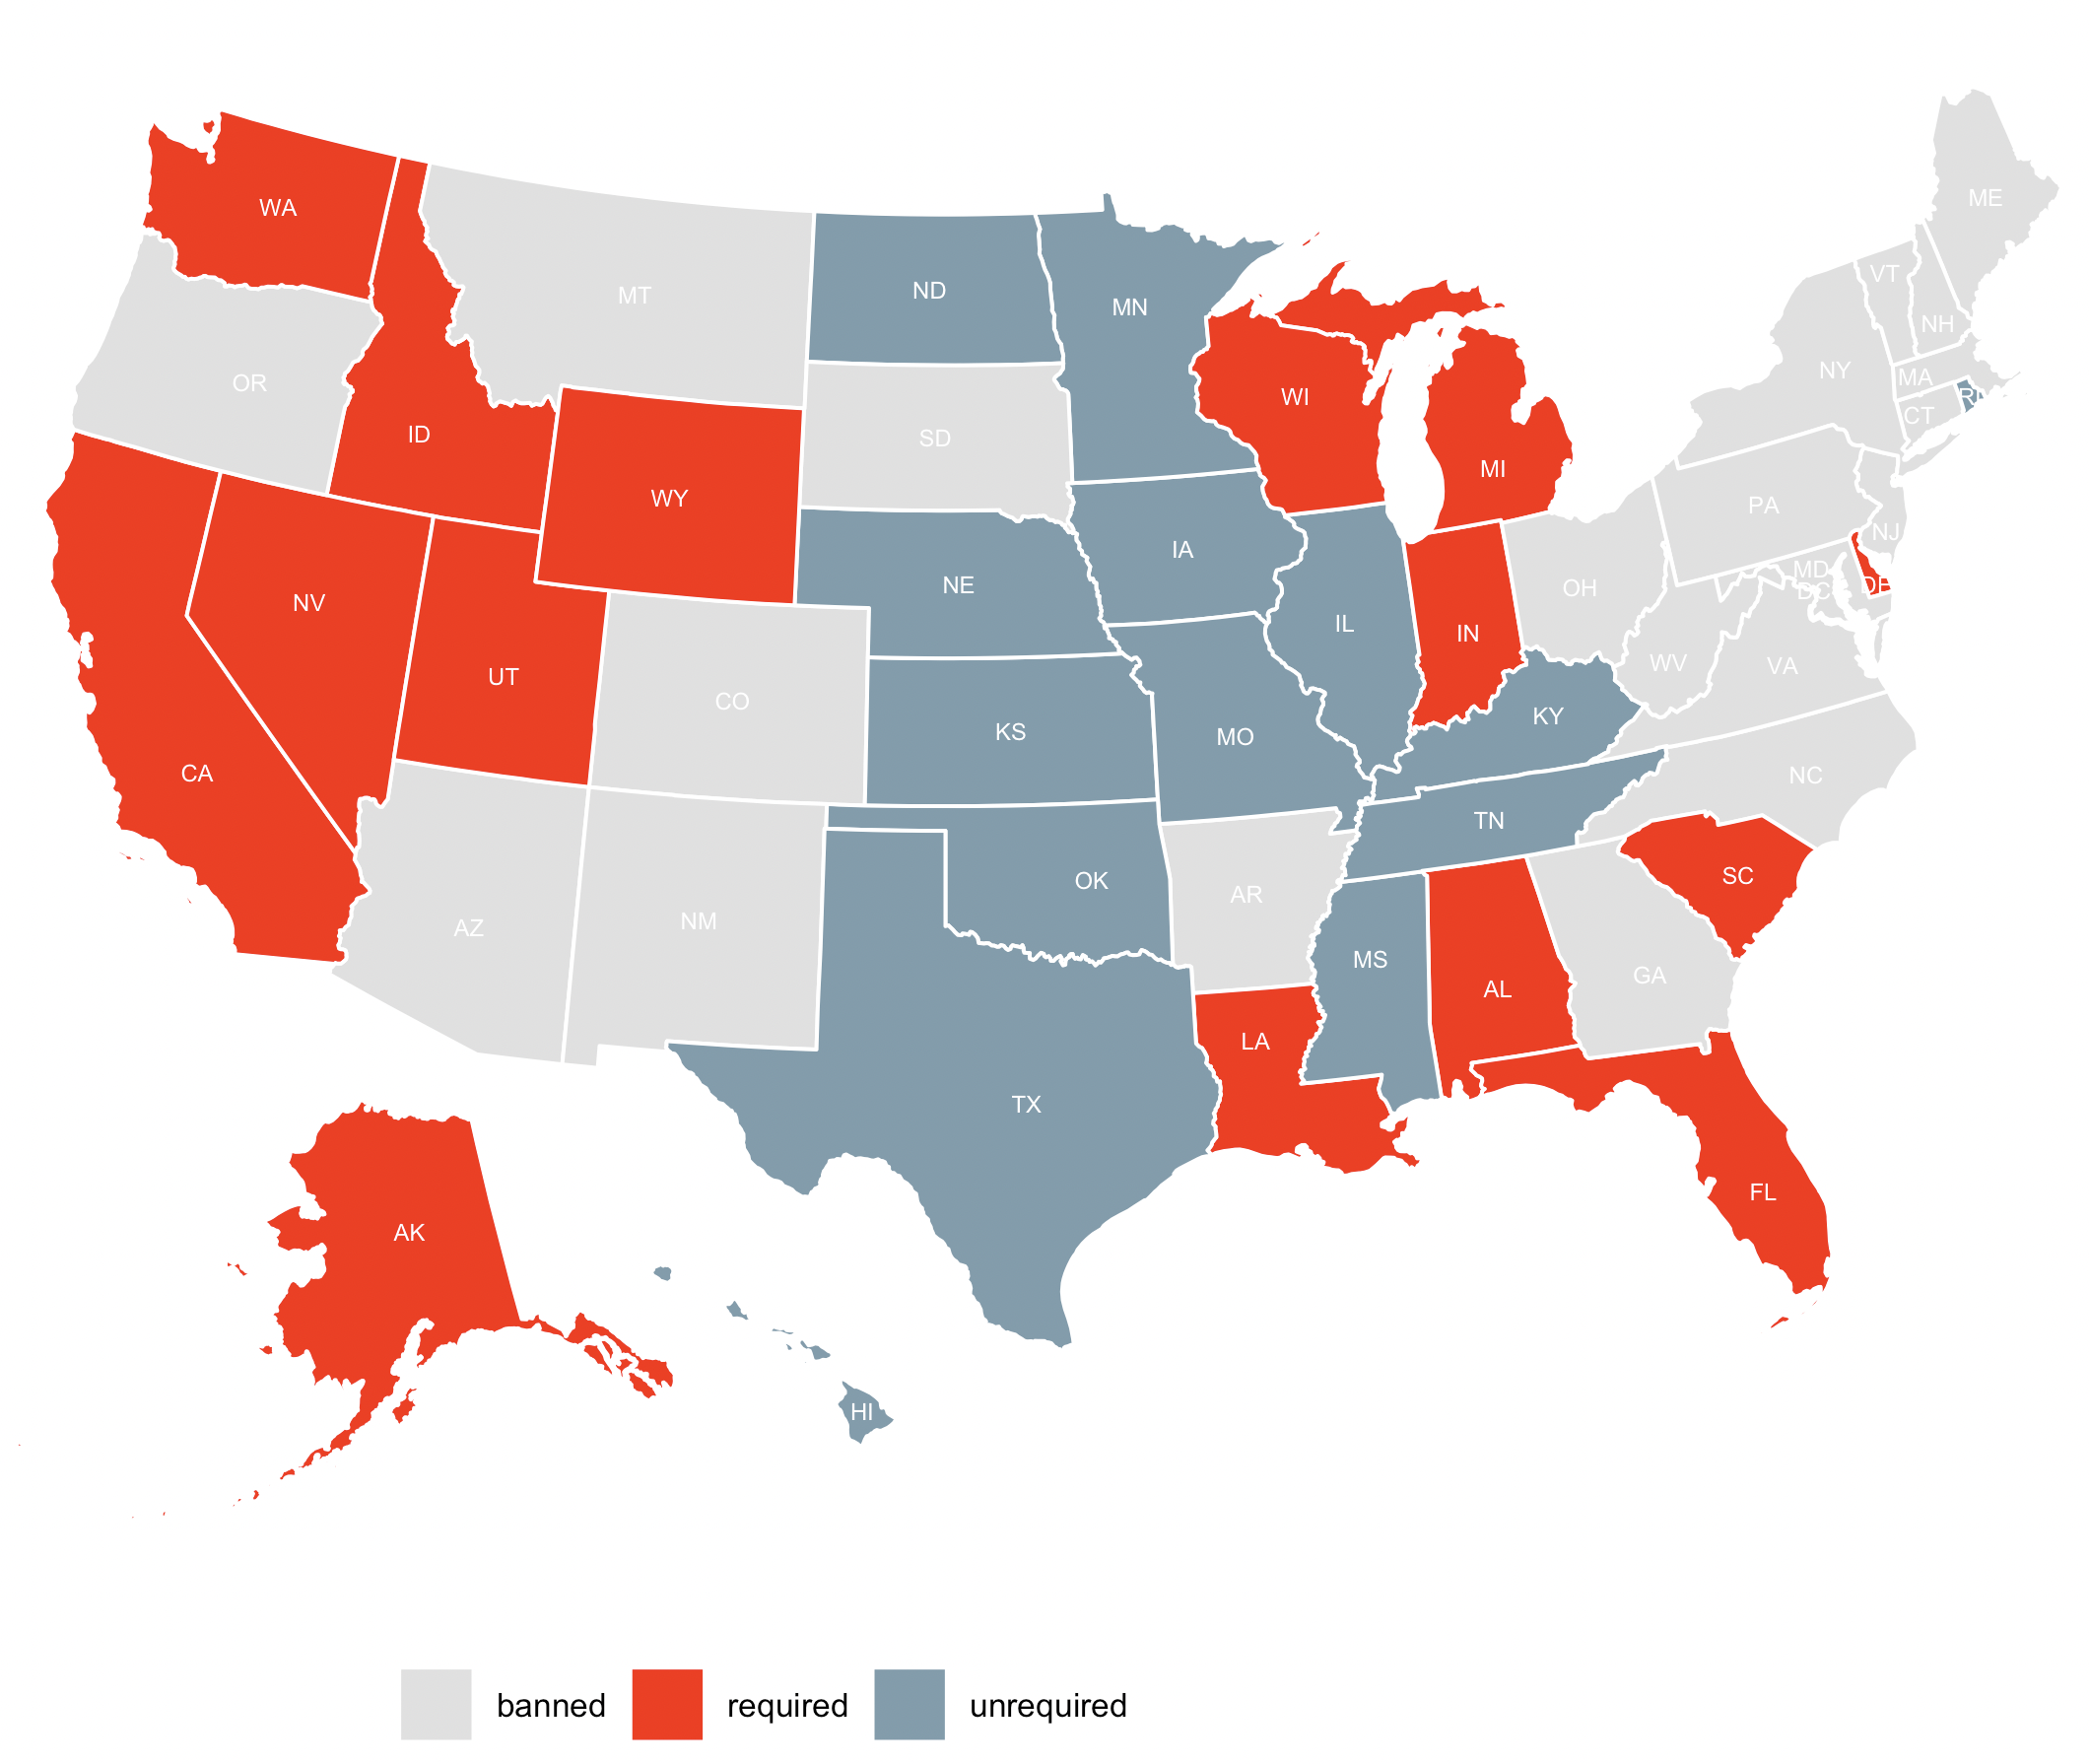 ME
WA
VT
ND
MT
MN
NH
NY
OR
MA
WI
RI
CT
ID
SD
MI
WY
PA
NJ
IA
MD
NE
OH
DE
DC
NV
IL
IN
WV
VA
UT
CO
KY
KS
MO
CA
NC
TN
SC
OK
AR
NM
AZ
MS
GA
AL
LA
TX
FL
AK
HI
banned required unrequired